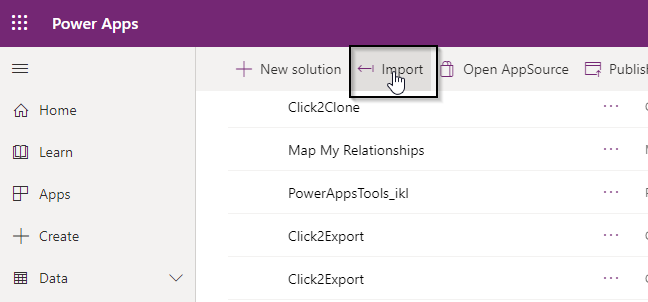 Power Apps
New solution Import Open AppSource Publish
Home
Learn
Apps
Create
Data
Click2Clone
Map My Relationships
PowerAppsTools_ikl
Click2Export
Click2Export